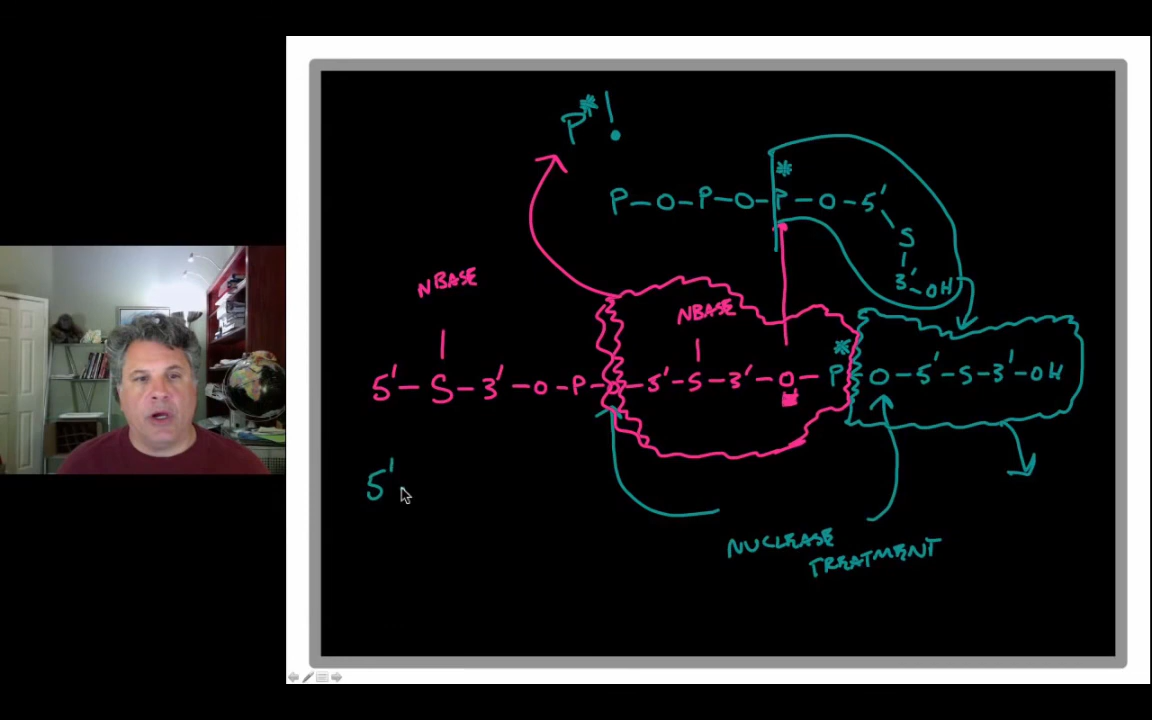 P*!
*
P-O-P-O-P-O-5'
S
3'-OH
NBASE
NBASE
*
5'-S-3'-O-P-O-5'-S-3'-O-P O-5'-S-3'-OH
5'
NUCLEASE
TREATMENT